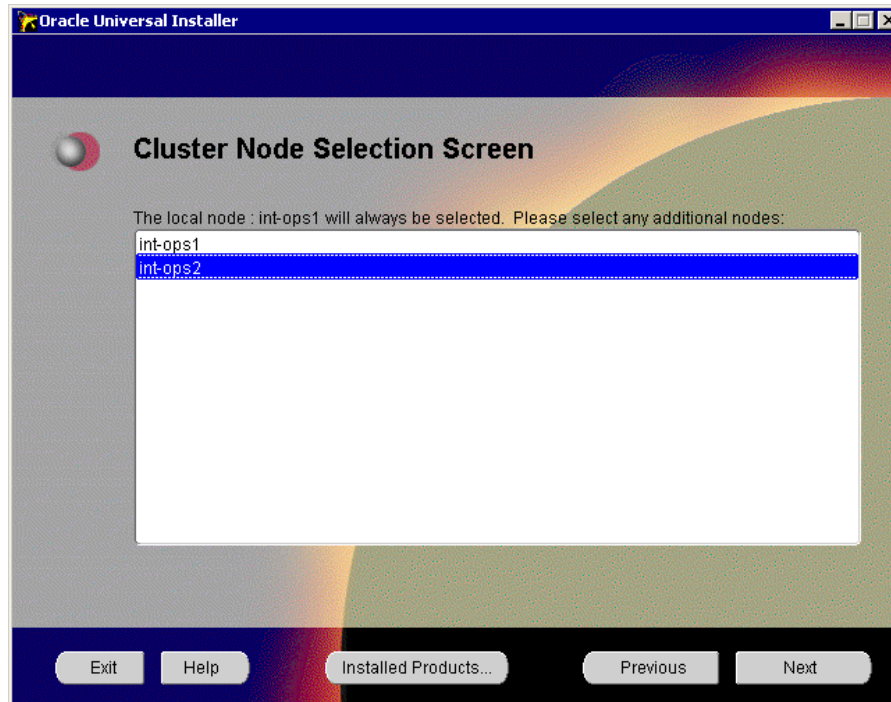 Oracle Universal Installer
Cluster Node Selection Screen
The local node : int-ops1 will always be selected.  Please select any additional nodes:
int-ops1
int-ops2
Exit
Help
Installed Products...
Previous
Next